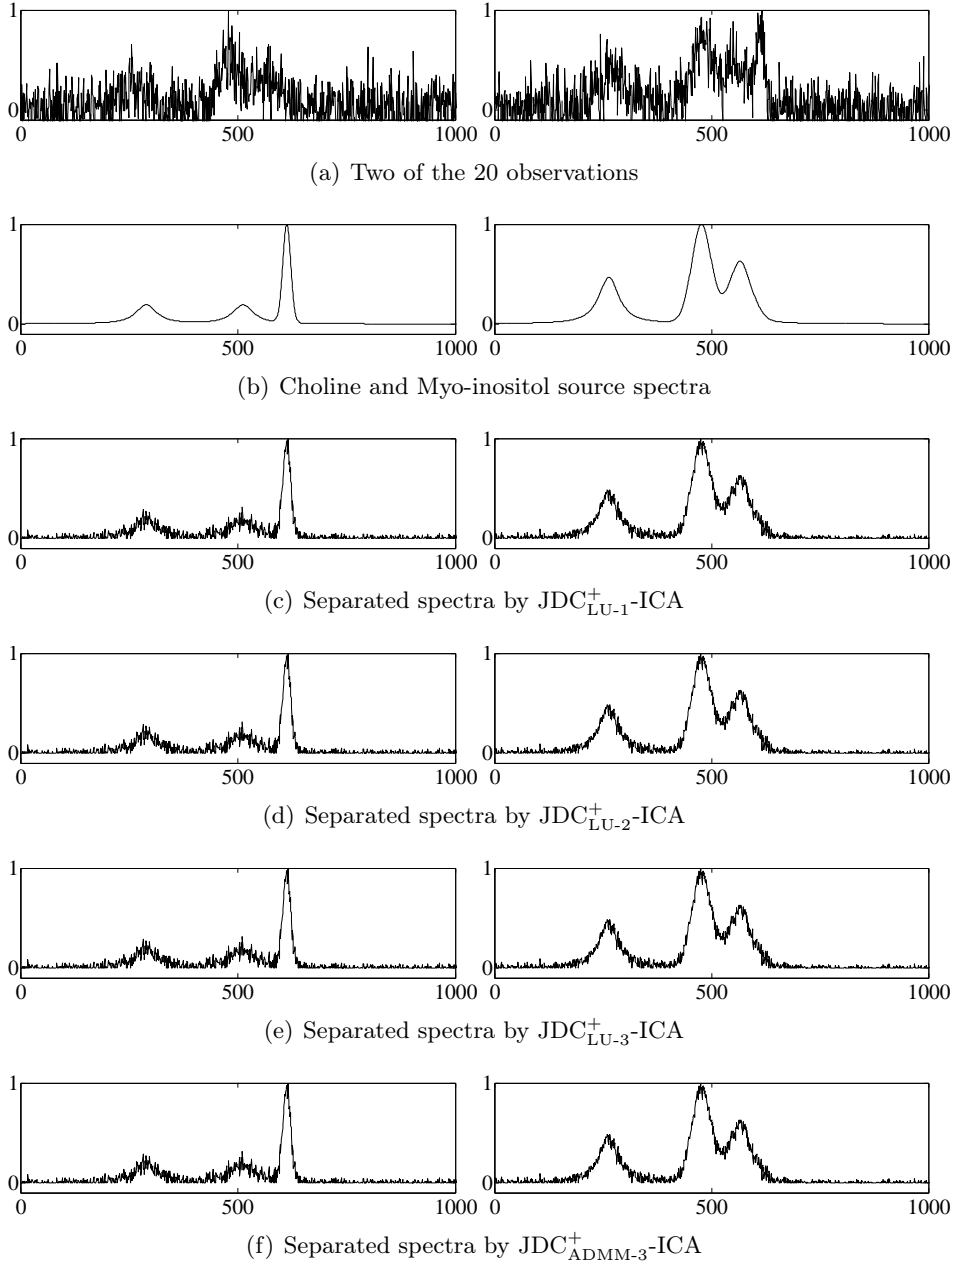 1 1
0 0
0 500 1000 0 500 1000
(a) Two of the 20 observations
1 1
0 0
0 500 1000 0 500 1000
(b) Choline and Myo-inositol source spectra
1 1
0 0
0 500 1000 0 500 1000
(c) Separated spectra by JDC⁺LU-1-ICA
1 1
0 0
0 500 1000 0 500 1000
(d) Separated spectra by JDC⁺LU-2-ICA
1 1
0 0
0 500 1000 0 500 1000
(e) Separated spectra by JDC⁺LU-3-ICA
1 1
0 0
0 500 1000 0 500 1000
(f) Separated spectra by JDC⁺ADMM-3-ICA